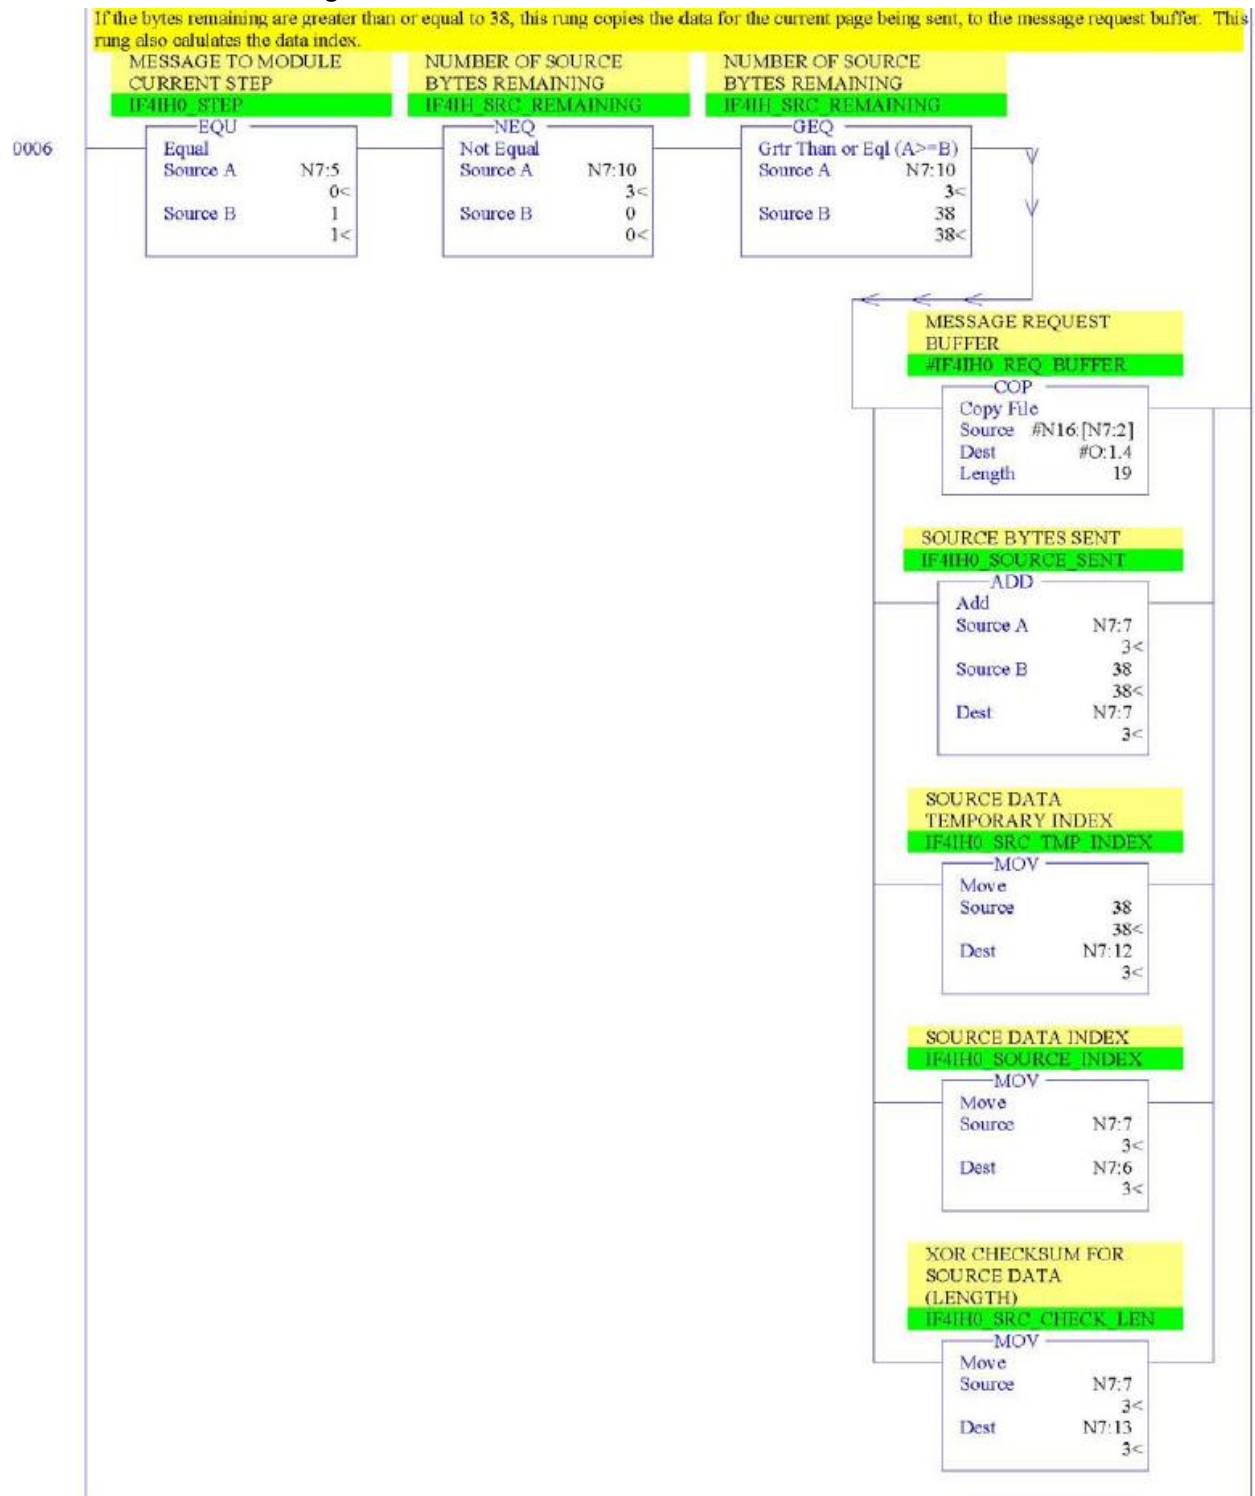 If the bytes remaining are greater than or equal to 38, this rung copies the data for the current page being sent, to the message request buffer. This
rung also calulates the data index.
MESSAGE TO MODULE
CURRENT STEP
IF4IH0_STEP
NUMBER OF SOURCE
BYTES REMAINING
IF4IH_SRC_REMAINING
NUMBER OF SOURCE
BYTES REMAINING
IF4IH_SRC_REMAINING
0006
EQU
Equal
Source A N7:5
0<
Source B 1
1<
NEQ
Not Equal
Source A N7:10
3<
Source B 0
0<
GEQ
Grtr Than or Eql (A>=B)
Source A N7:10
3<
Source B 38
38<
MESSAGE REQUEST
BUFFER
#IF4IH0_REQ_BUFFER
COP
Copy File
Source #N16:[N7:2]
Dest #O:1.4
Length 19
SOURCE BYTES SENT
IF4IH0_SOURCE_SENT
ADD
Add
Source A N7:7
3<
Source B 38
38<
Dest N7:7
3<
SOURCE DATA
TEMPORARY INDEX
IF4IH0_SRC_TMP_INDEX
MOV
Move
Source 38
38<
Dest N7:12
3<
SOURCE DATA INDEX
IF4IH0_SOURCE_INDEX
MOV
Move
Source N7:7
3<
Dest N7:6
3<
XOR CHECKSUM FOR
SOURCE DATA
(LENGTH)
IF4IH0_SRC_CHECK_LEN
MOV
Move
Source N7:7
3<
Dest N7:13
3<